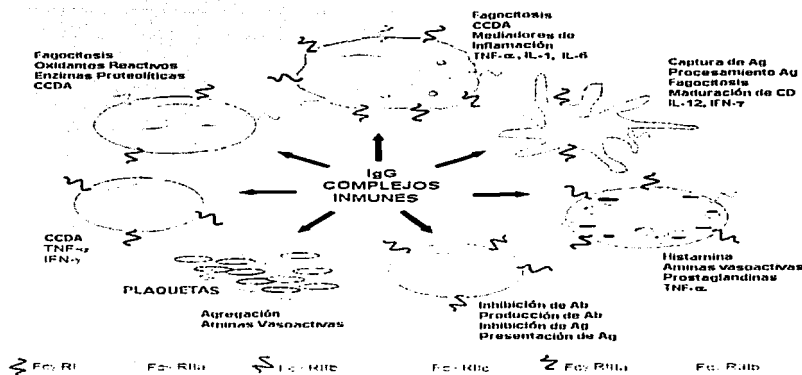 Fagocitosis
Oxidantes Reactivos
Enzimas Proteolíticas
CCDA
Fagocitosis
CCDA
Mediadores de
Inflamación
TNF-α, IL-1, IL-6
Captura de Ag
Procesamiento Ag
Fagocitosis
Maduración de CD
IL-12, IFN-γ
IgG
COMPLEJOS
INMUNES
CCDA
TNF-α
IFN-γ
PLAQUETAS
Agregación
Aminas Vasoactivas
Inhibición de Ab
Producción de Ab
Inhibición de Ag
Presentación de Ag
Histamina
Aminas vasoactivas
Prostaglandinas
TNF-α